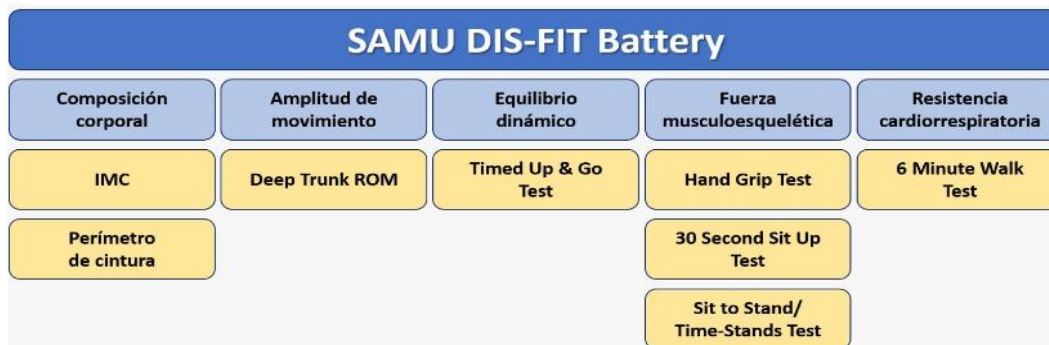 SAMU DIS-FIT Battery
Composición
corporal
Amplitud de
movimiento
Equilibrio
dinámico
Fuerza
musculoesquelética
Resistencia
cardiorrespiratoria
IMC
Deep Trunk ROM
Timed Up & Go
Test
Hand Grip Test
6 Minute Walk
Test
Perímetro
de cintura
30 Second Sit Up
Test
Sit to Stand/
Time-Stands Test